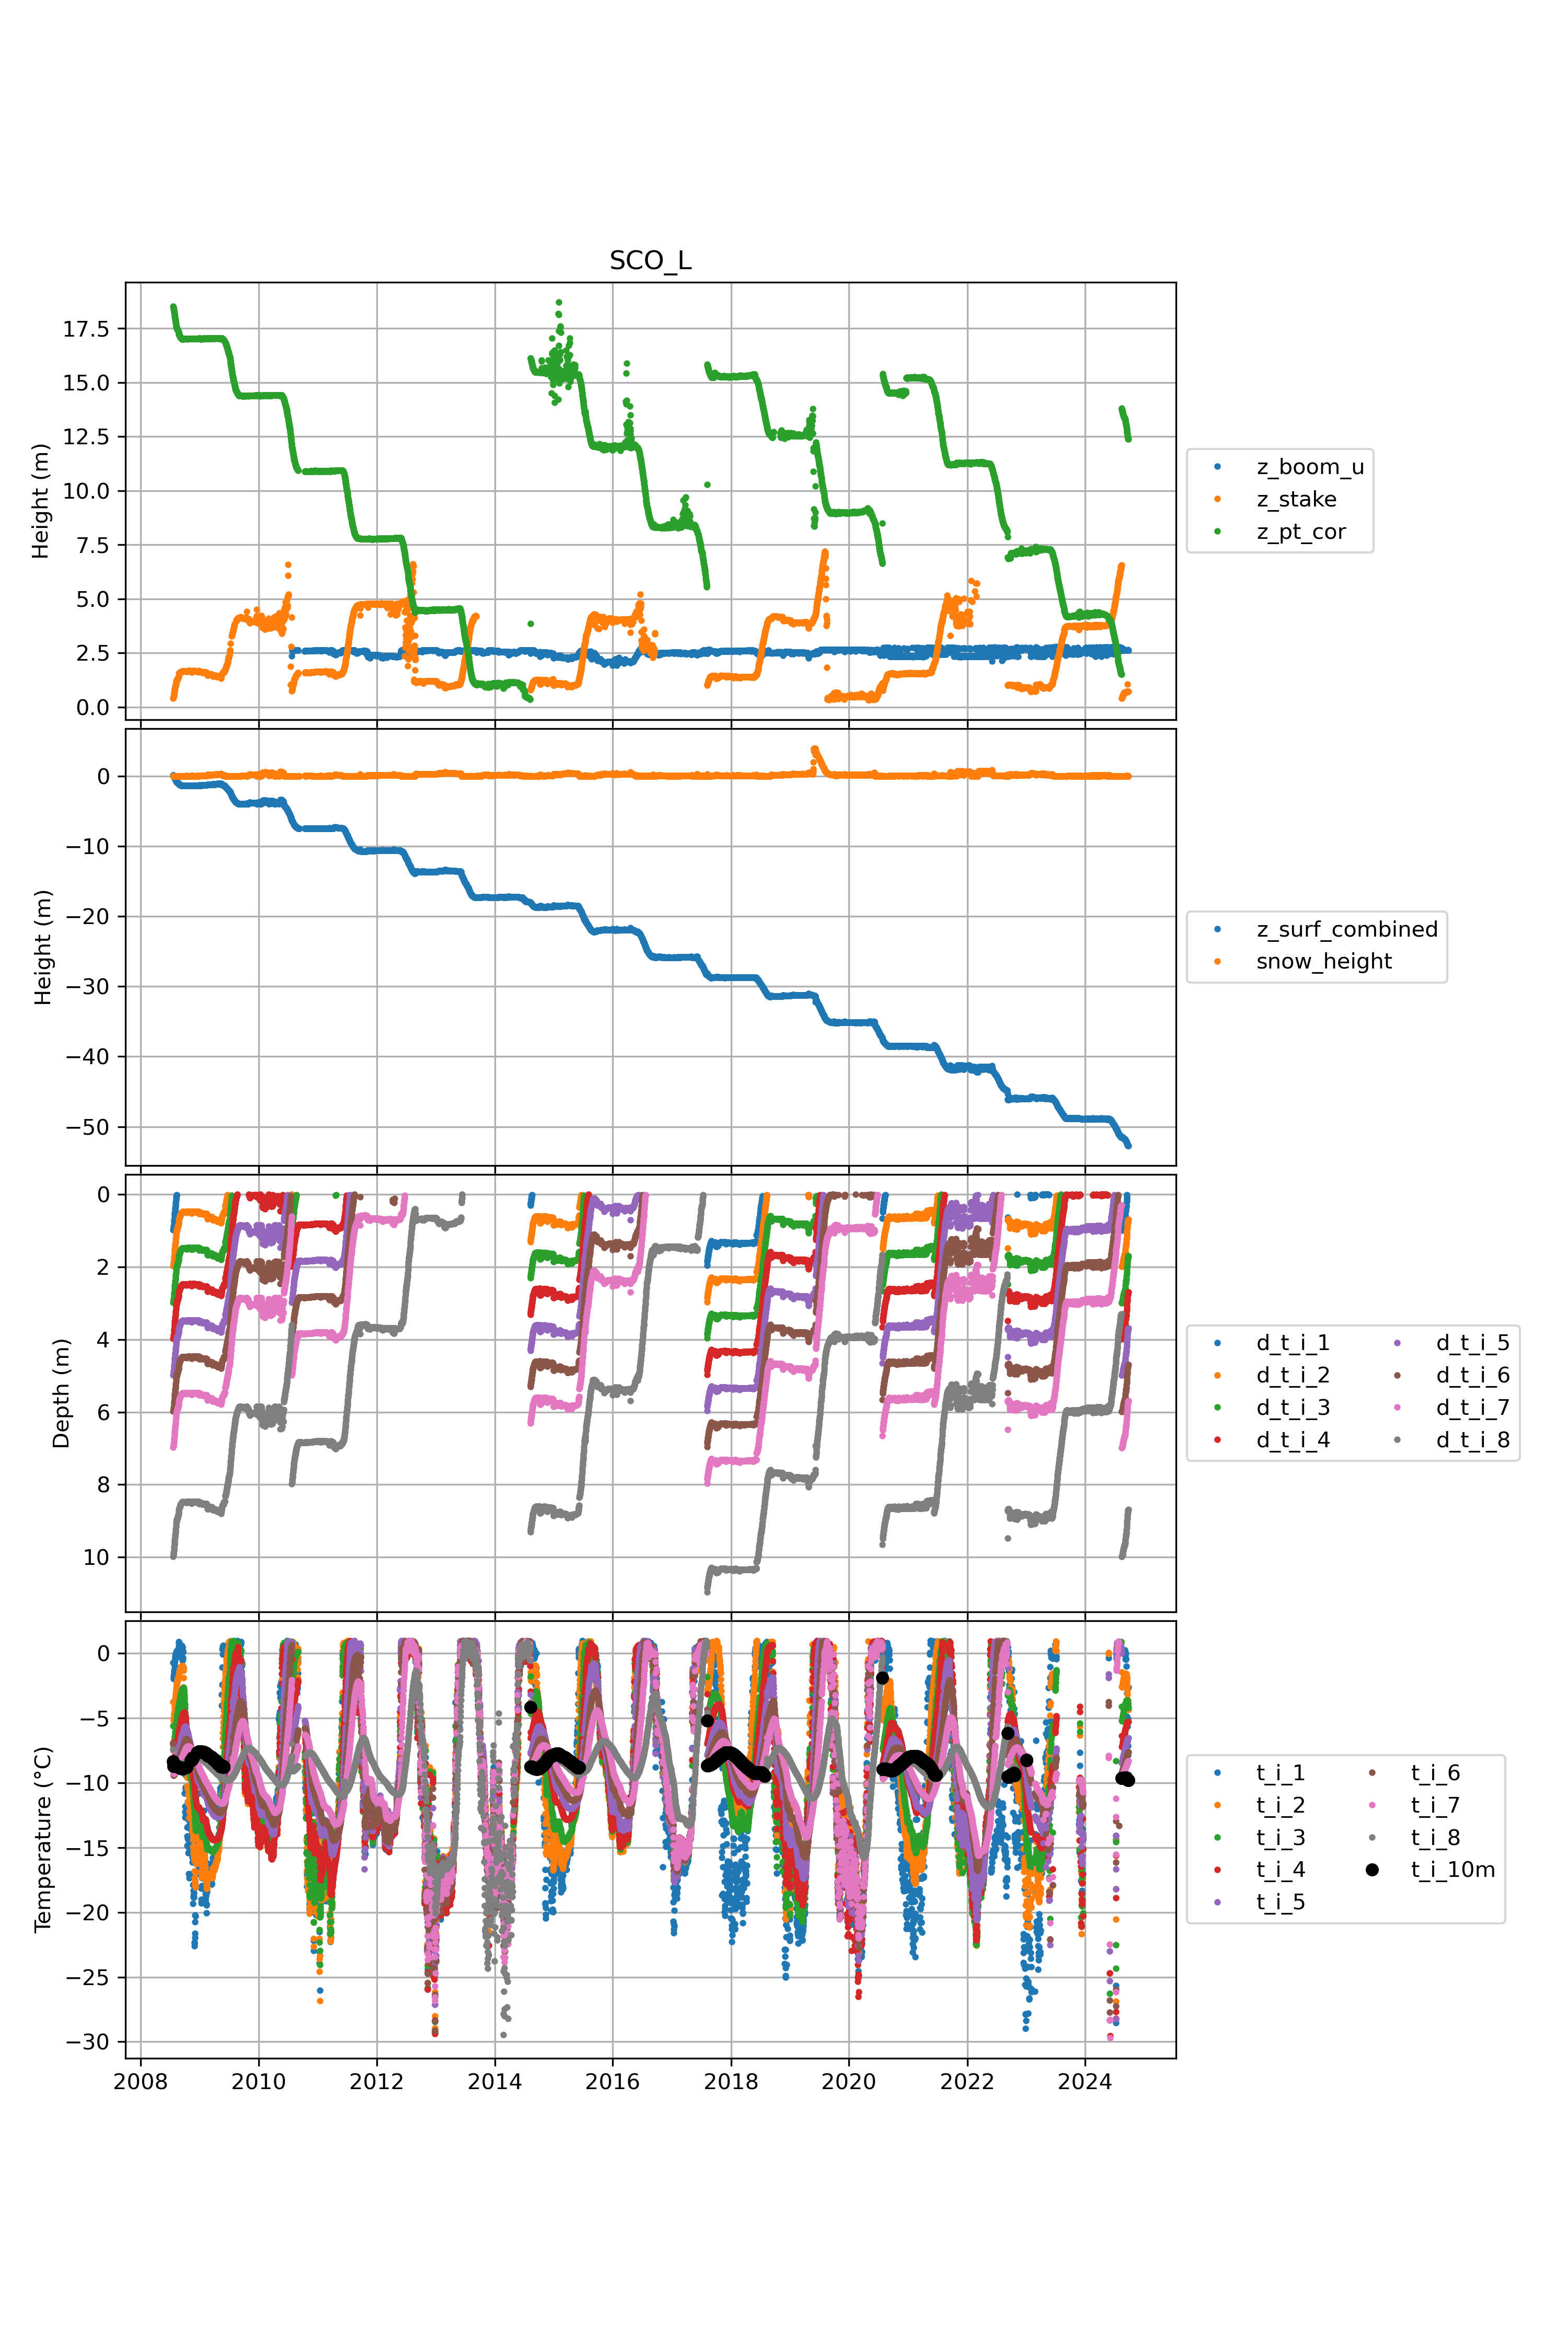 SCO_L
Height (m)
17.5
15.0
12.5
10.0
7.5
5.0
2.5
0.0
z_boom_u
z_stake
z_pt_cor
Height (m)
0
−10
−20
−30
−40
−50
z_surf_combined
snow_height
Depth (m)
0
2
4
6
8
10
d_t_i_1 d_t_i_5
d_t_i_2 d_t_i_6
d_t_i_3 d_t_i_7
d_t_i_4 d_t_i_8
Temperature (°C)
0
−5
−10
−15
−20
−25
−30
t_i_1 t_i_6
t_i_2 t_i_7
t_i_3 t_i_8
t_i_4 t_i_10m
t_i_5
2008 2010 2012 2014 2016 2018 2020 2022 2024